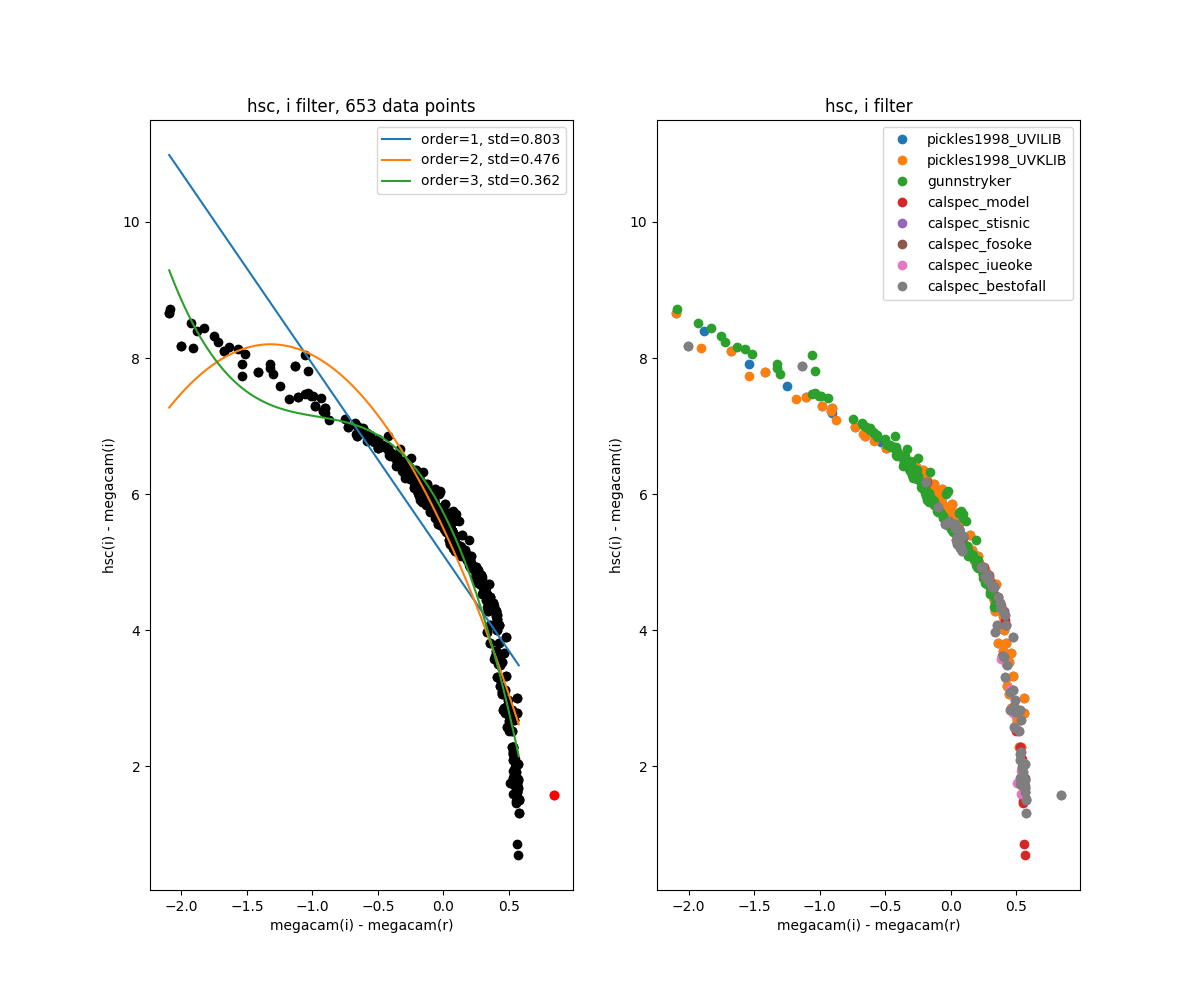 hsc, i filter, 653 data points
order=1, std=0.803
order=2, std=0.476
order=3, std=0.362
10
8
6
4
2
hsc(i) - megacam(i)
−2.0 −1.5 −1.0 −0.5 0.0 0.5
megacam(i) - megacam(r)
hsc, i filter
pickles1998_UVILIB
pickles1998_UVKLIB
gunnstryker
calspec_model
calspec_stisnic
calspec_fosoke
calspec_iueoke
calspec_bestofall
10
8
6
4
2
hsc(i) - megacam(i)
−2.0 −1.5 −1.0 −0.5 0.0 0.5
megacam(i) - megacam(r)